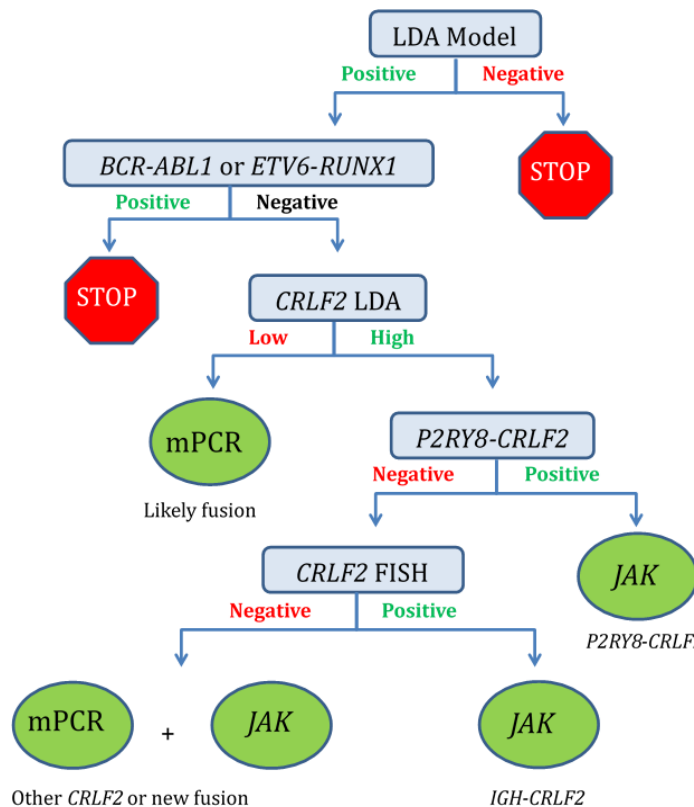 LDA Model
Positive Negative
BCR-ABL1 or ETV6-RUNX1
STOP
Positive Negative
STOP
CRLF2 LDA
Low High
mPCR
P2RY8-CRLF2
Negative Positive
Likely fusion
CRLF2 FISH
JAK
Negative Positive
P2RY8-CRLF
mPCR + JAK
JAK
Other CRLF2 or new fusion
IGH-CRLF2